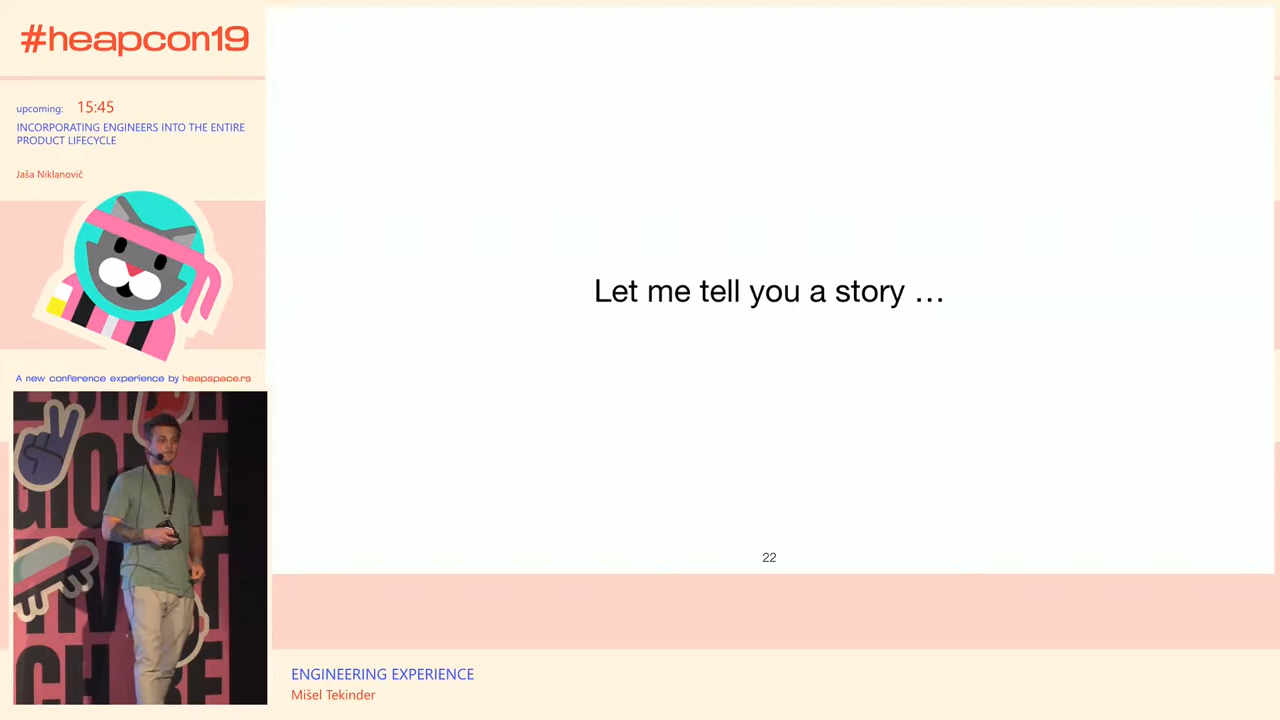 #heapcon19
upcoming: 15:45
INCORPORATING ENGINEERS INTO THE ENTIRE
PRODUCT LIFECYCLE
Jaša Niklanovič
A new conference experience by heapspace.rs
Let me tell you a story …
22
ENGINEERING EXPERIENCE
Mišel Tekinder